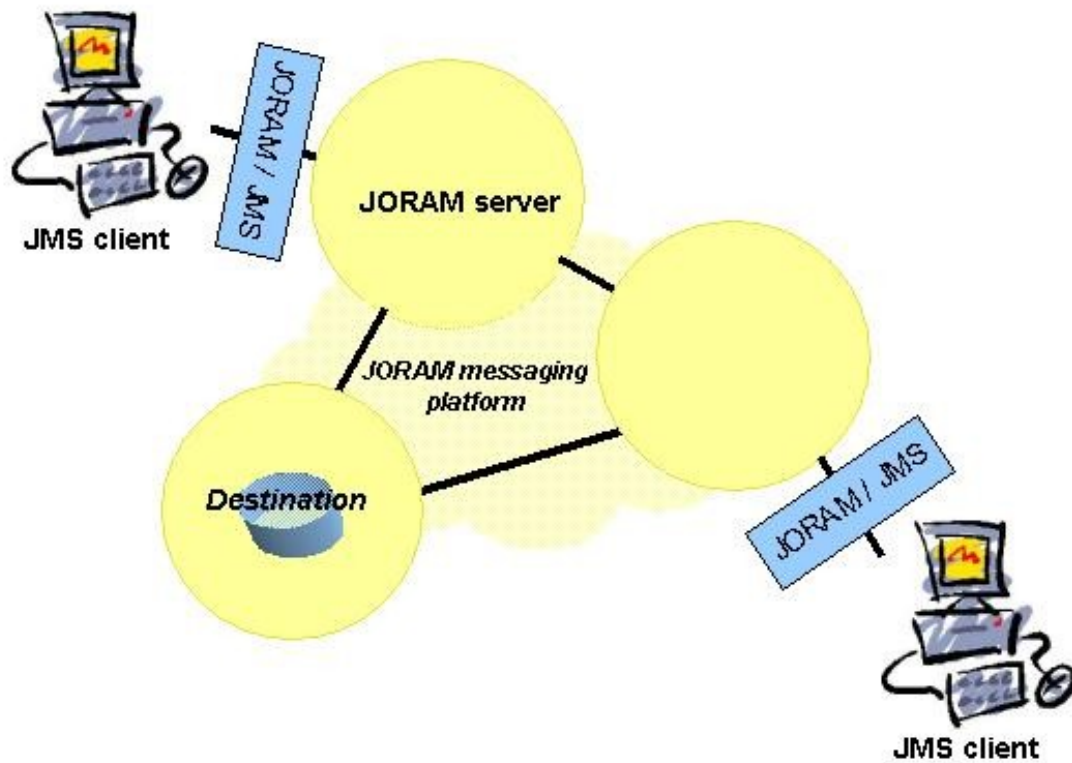 JORAM / JMS
JMS client
JORAM server
JORAM messaging
platform
Destination
JORAM / JMS
JMS client